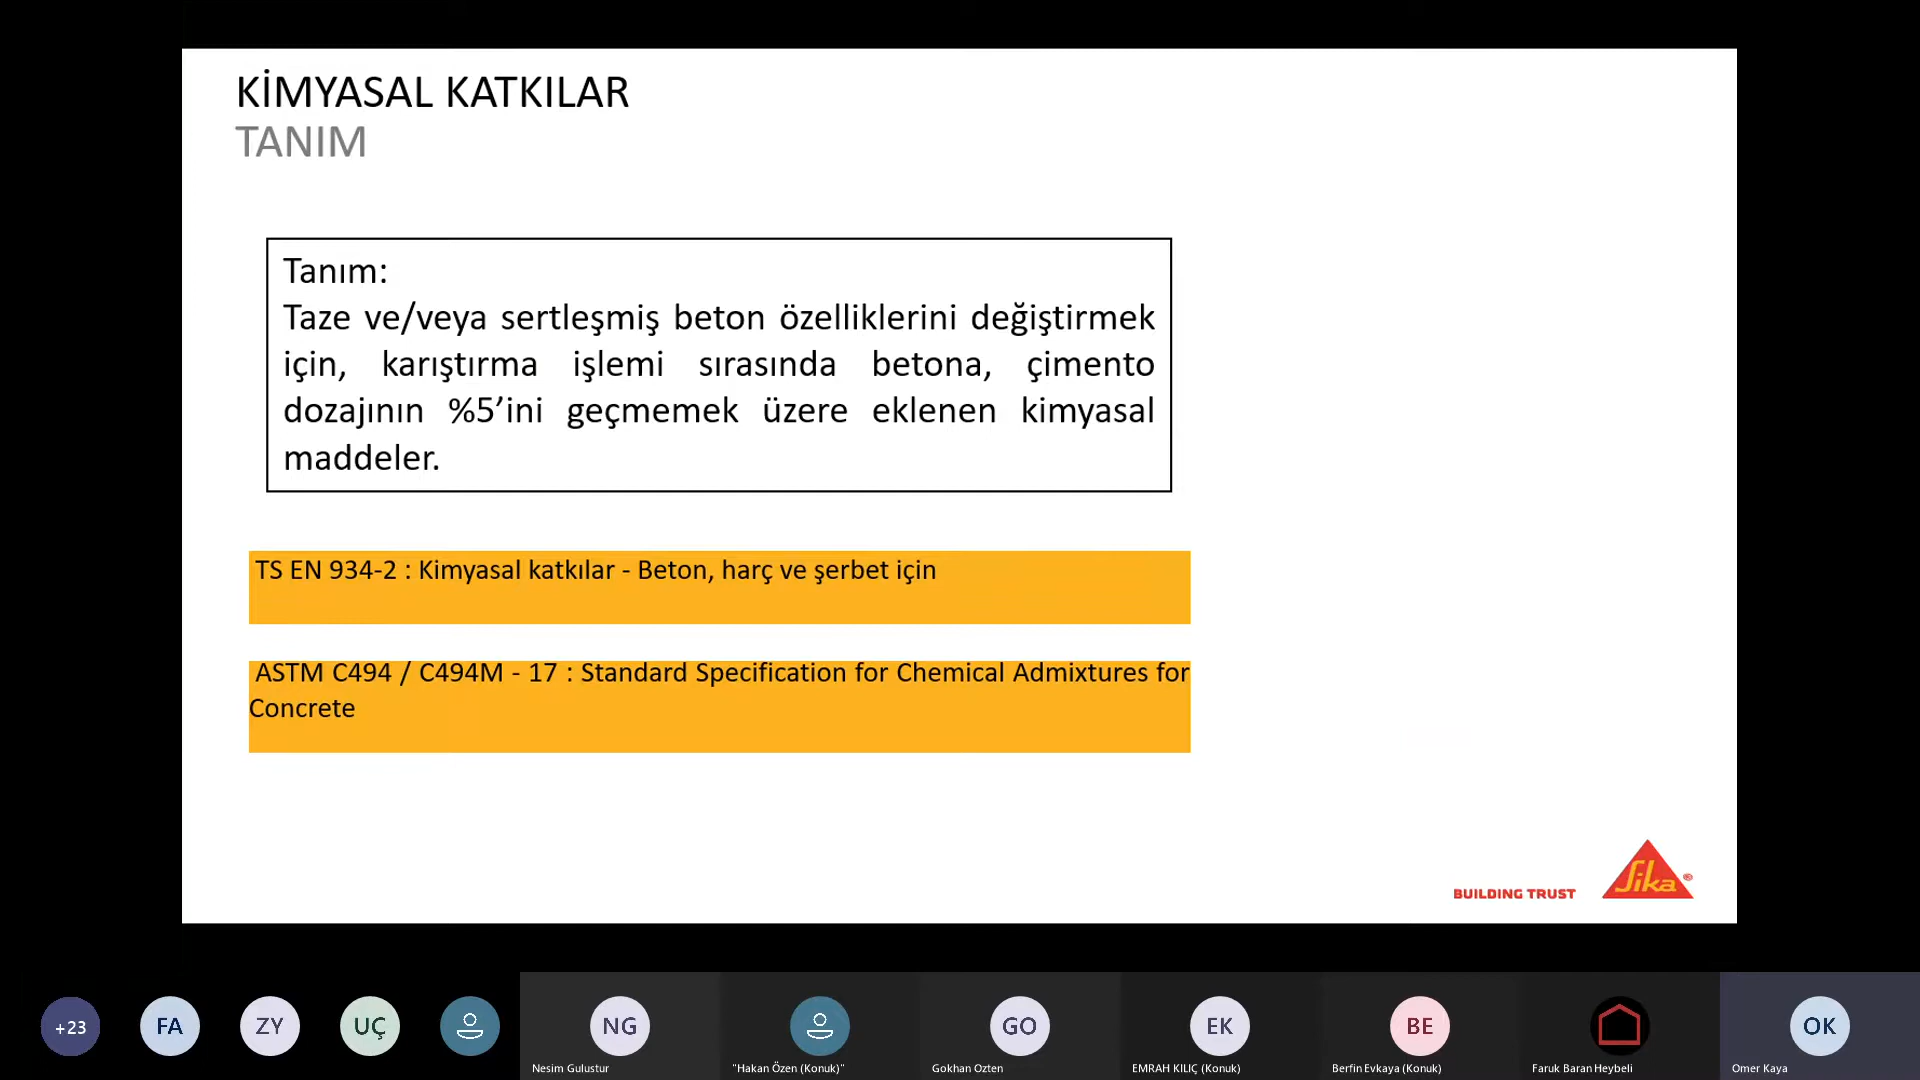 KİMYASAL KATKILAR
TANIM
Tanım:
Taze ve/veya sertleşmiş beton özelliklerini değiştirmek
için, karıştırma işlemi sırasında betona, çimento
dozajının %5’ini geçmemek üzere eklenen kimyasal
maddeler.
TS EN 934-2 : Kimyasal katkılar - Beton, harç ve şerbet için
ASTM C494 / C494M - 17 : Standard Specification for Chemical Admixtures for
Concrete
BUILDING TRUST
Sika®
+23
FA
ZY
UÇ
NG
GO
EK
BE
OK
Nesim Gulustur
"Hakan Özen (Konuk)"
Gokhan Ozten
EMRAH KILIÇ (Konuk)
Berfin Evkaya (Konuk)
Faruk Baran Heybeli
Omer Kaya